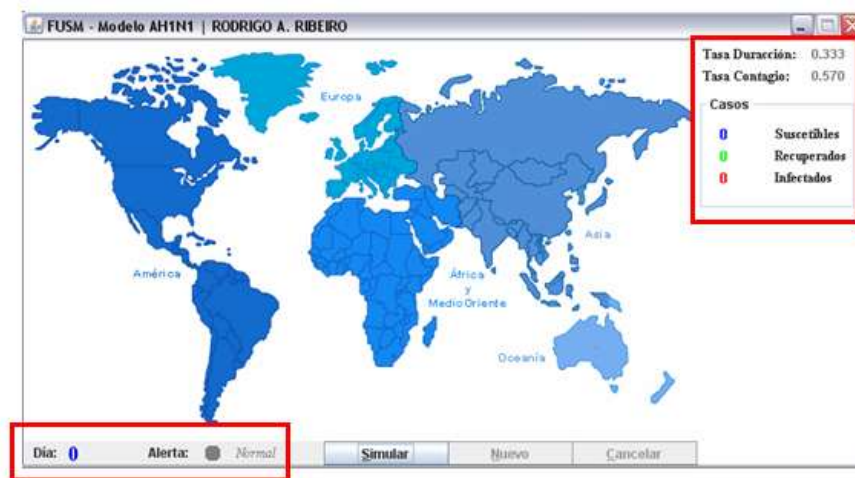 FUSM - Modelo AH1N1 | RODRIGO A. RIBEIRO
Tasa Duracción: 0.333
Tasa Contagio: 0.570
Casos
0 Suscetibles
0 Recuperados
0 Infectados
Europa
Asia
América
África
y
Medio Oriente
Oceanía
Día: 0 Alerta: Normal
Simular Nuevo Cancelar